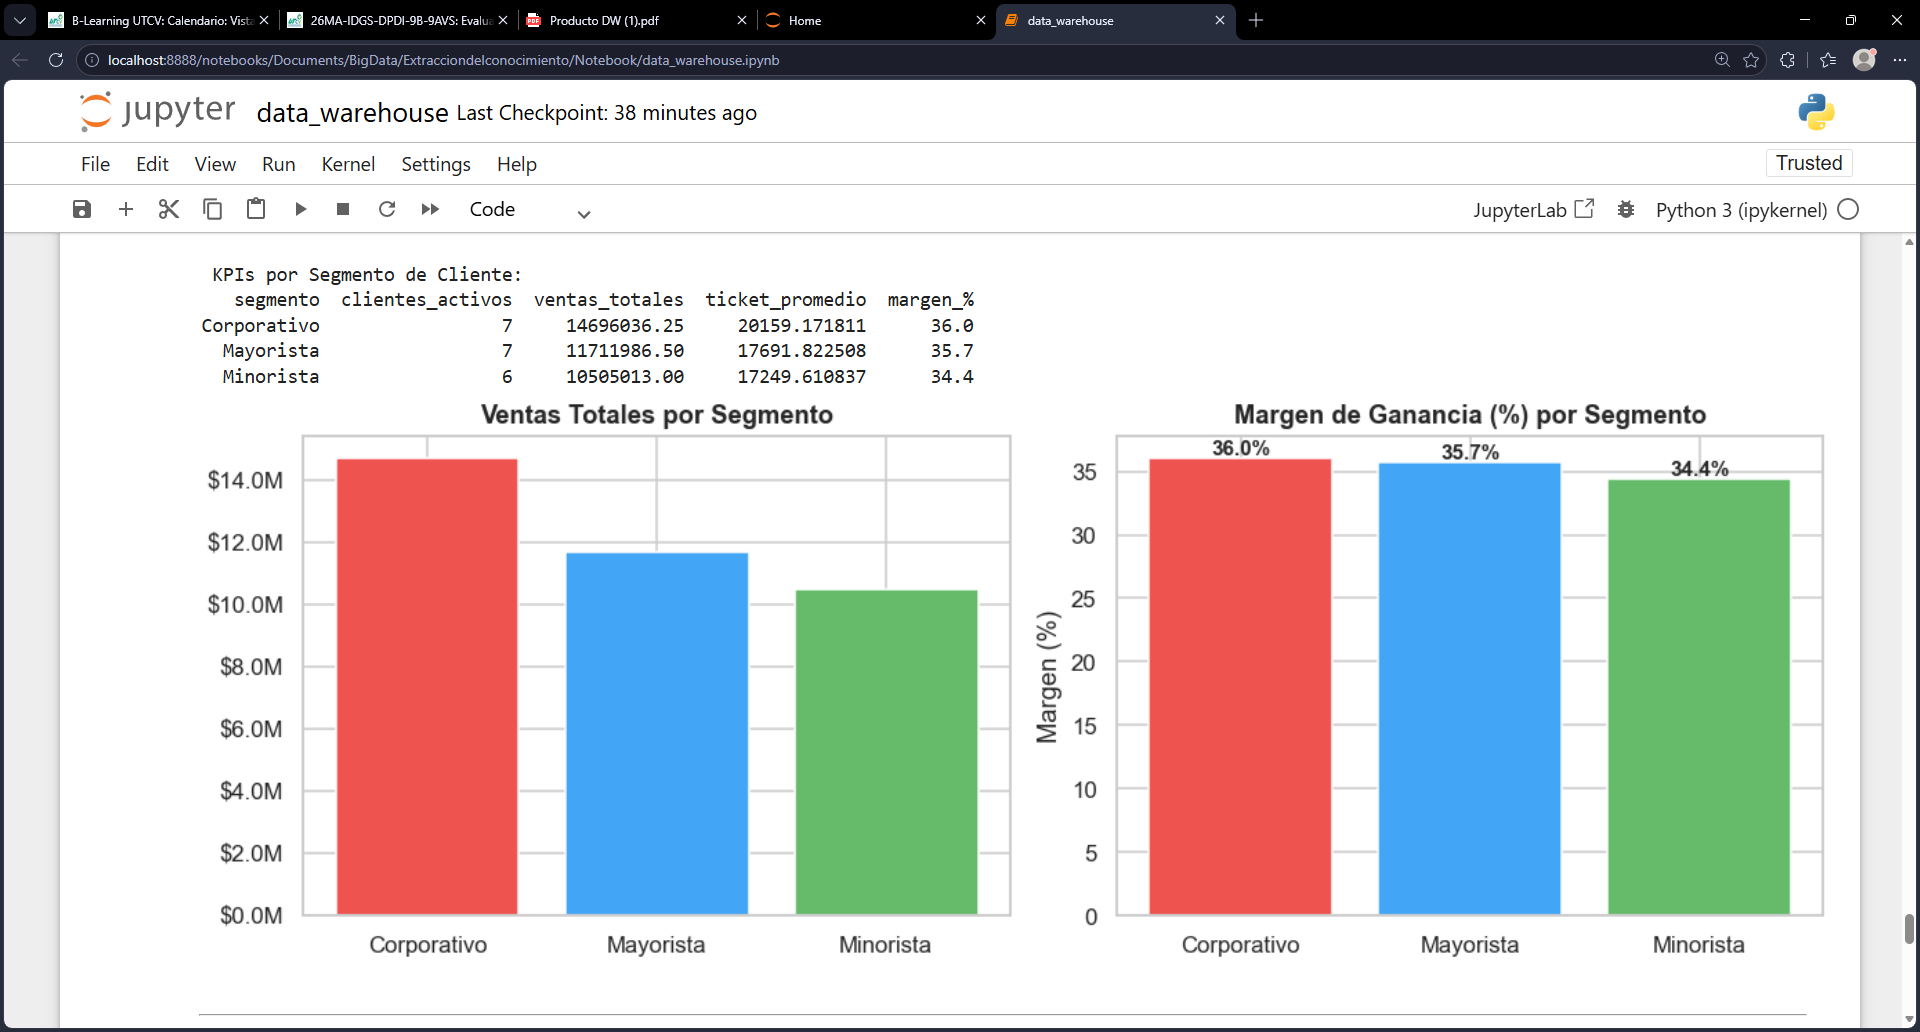 B-Learning UTCV: Calendario: Vist
26MA-IDGS-DPDI-9B-9AVS: Evalu
Producto DW (1).pdf
Home
data_warehouse
localhost:8888/notebooks/Documents/BigData/Extracciondelconocimiento/Notebook/data_warehouse.ipynb
jupyter data_warehouse Last Checkpoint: 38 minutes ago
File Edit View Run Kernel Settings Help
Trusted
Code
JupyterLab
Python 3 (ipykernel)
KPIs por Segmento de Cliente:
segmento clientes_activos ventas_totales ticket_promedio margen_%
Corporativo 7 14696036.25 20159.171811 36.0
Mayorista 7 11711986.50 17691.822508 35.7
Minorista 6 10505013.00 17249.610837 34.4
Ventas Totales por Segmento
$14.0M
$12.0M
$10.0M
$8.0M
$6.0M
$4.0M
$2.0M
$0.0M
Corporativo Mayorista Minorista
Margen de Ganancia (%) por Segmento
36.0% 35.7% 34.4%
Margen (%)
35
30
25
20
15
10
5
0
Corporativo Mayorista Minorista